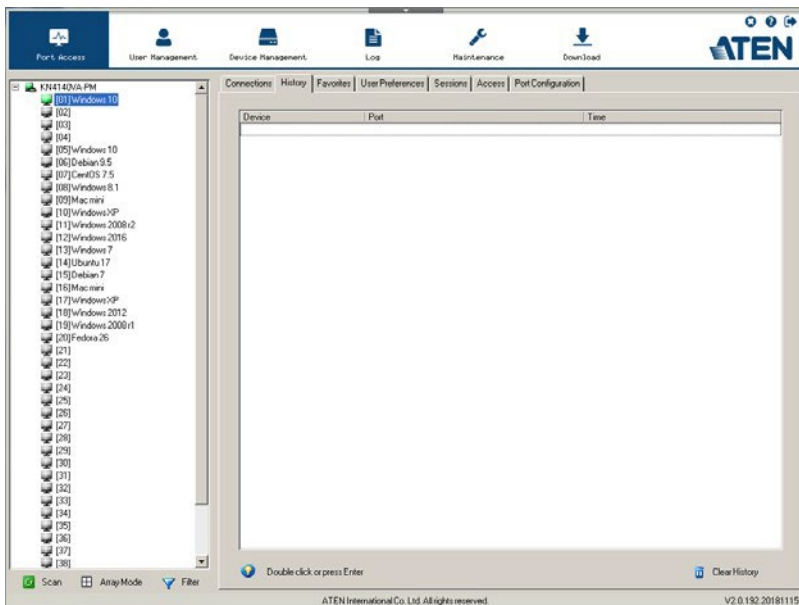 Port Access
User Management
Device Management
Log
Maintenance
Download
ATEN
KN4140VA-PM
[01]Windows 10
[02]
[03]
[04]
[05]Windows 10
[06]Debian 9.5
[07]CentOS 7.5
[08]Windows 8.1
[09]Mac mini
[10]Windows XP
[11]Windows 2008 r2
[12]Windows 2016
[13]Windows 7
[14]Ubuntu 17
[15]Debian 7
[16]Mac mini
[17]Windows XP
[18]Windows 2012
[19]Windows 2008 r1
[20]Fedora 26
[21]
[22]
[23]
[24]
[25]
[26]
[27]
[28]
[29]
[30]
[31]
[32]
[33]
[34]
[35]
[36]
[37]
[38]
Scan
Array Mode
Filter
Connections
History
Favorites
User Preferences
Sessions
Access
Port Configuration
Device
Port
Time
Double click or press Enter
Clear History
ATEN International Co. Ltd. All rights reserved.
V2.0.192.20181115